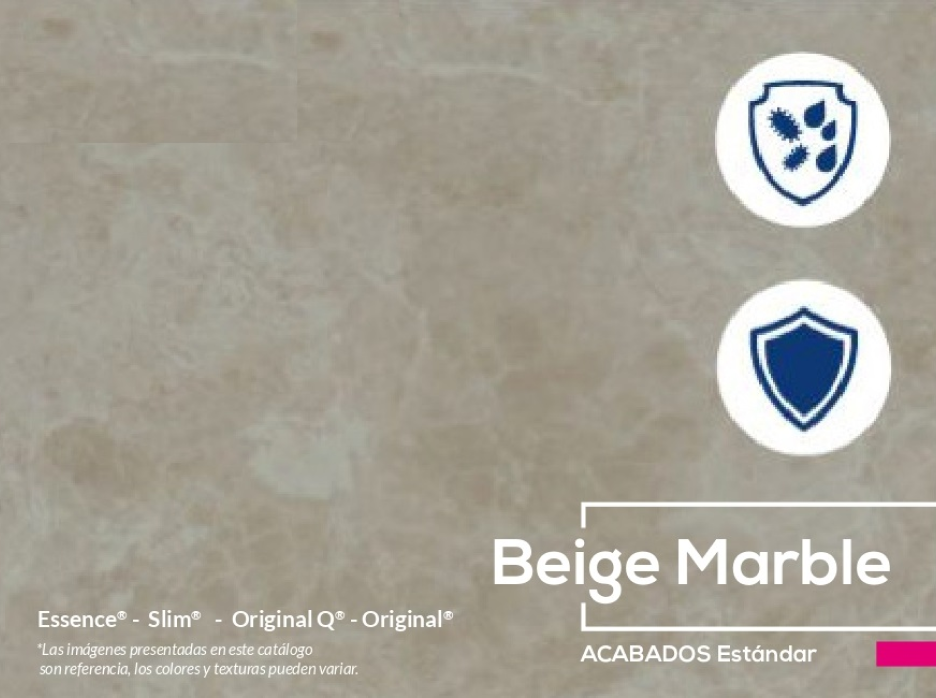 Beige Marble
Essence® - Slim® - Original Q® - Original®
*Las imágenes presentadas en este catálogo
son referencia, los colores y texturas pueden variar.
ACABADOS Estándar